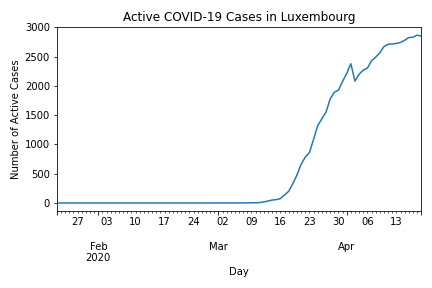 Active COVID-19 Cases in Luxembourg
3000
2500
2000
1500
1000
500
0
Number of Active Cases
27 03 10 17 24 02 09 16 23 30 06 13
Feb Mar Apr
2020
Day